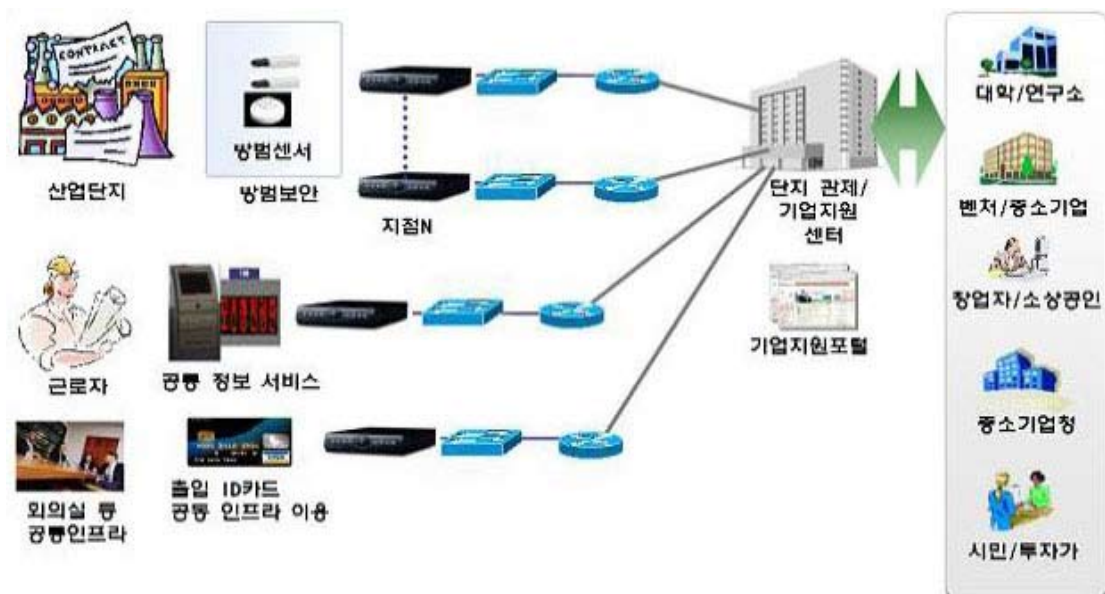 CONTRACT
산업단지
방범센서
방범보안
지점N
단지 관제/
기업지원
센터
기업지원포털
근로자
공통 정보 서비스
회의실 등
공통인프라
출입 ID카드
공동 인프라 이용
대학/연구소
벤처/중소기업
창업자/소상공인
중소기업청
시민/투자가